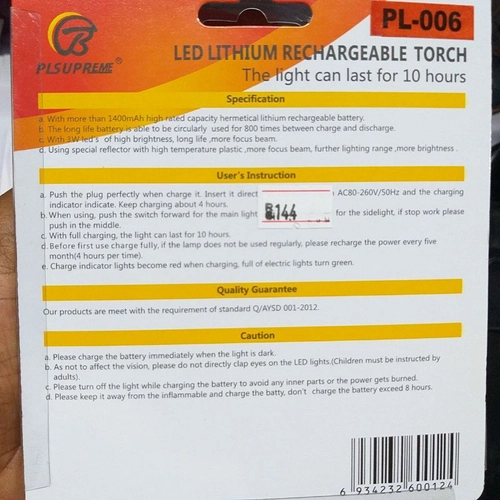 PL-006
PLSUPREME®
LED LITHIUM RECHARGEABLE TORCH
The light can last for 10 hours
Specification
a. With more than 1400mAh high rated capacity hermetical lithium rechargeable battery.
b. The long life battery is able to be circularly used for 800 times between charge and discharge.
c. With 3W led's of high brightness, long life ,more focus beam.
d. Using special reflector with high temperature plastic ,more focus beam, further lighting range ,more brightness .
User's Instruction
a. Push the plug perfectly when charge it. Insert it direct AC80-260V/50Hz and the charging
indicator indicate. Keep charging about 4 hours.
b. When using, push the switch forward for the main light for the sidelight, if stop work please
push in the middle.
144
c. With full charging, the light can last for 10 hours.
d. Before first use charge fully, if the lamp does not be used regularly, please recharge the power every five
month(4 hours per time).
e. Charge indicator lights become red when charging, full of electric lights turn green.
Quality Guarantee
Our products are meet with the requirement of standard Q/AYSD 001-2012.
Caution
a. Please charge the battery immediately when the light is dark.
b. As not to affect the vision, please do not directly clap eyes on the LED lights.(Children must be instructed by
adults).
c. Please turn off the light while charging the battery to avoid any inner parts or the power gets burned.
d. Please keep it away from the inflammable and charge the batty, don't charge the battery exceed 8 hours.
6 934232 600124